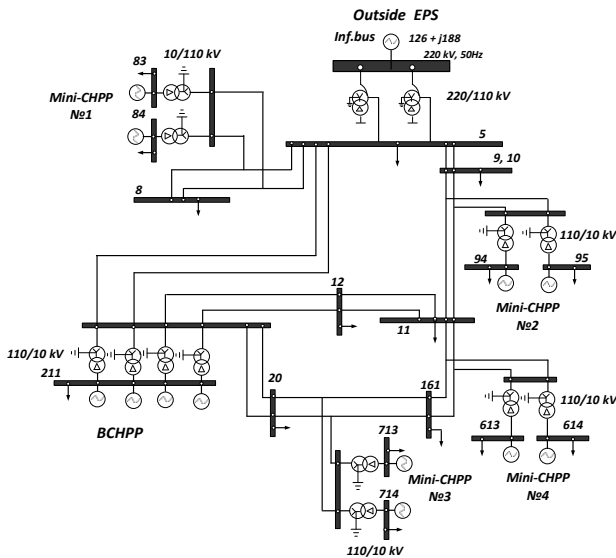 Outside EPS
Inf.bus
126 + j188
220 kV, 50Hz
10/110 kV
83
Mini-CHPP
№1
84
220/110 kV
5
9, 10
8
110/10 kV
94
95
Mini-CHPP
№2
12
11
110/10 kV
211
BCHPP
20
161
110/10 kV
613
614
713
Mini-CHPP
№3
714
Mini-CHPP
№4
110/10 kV